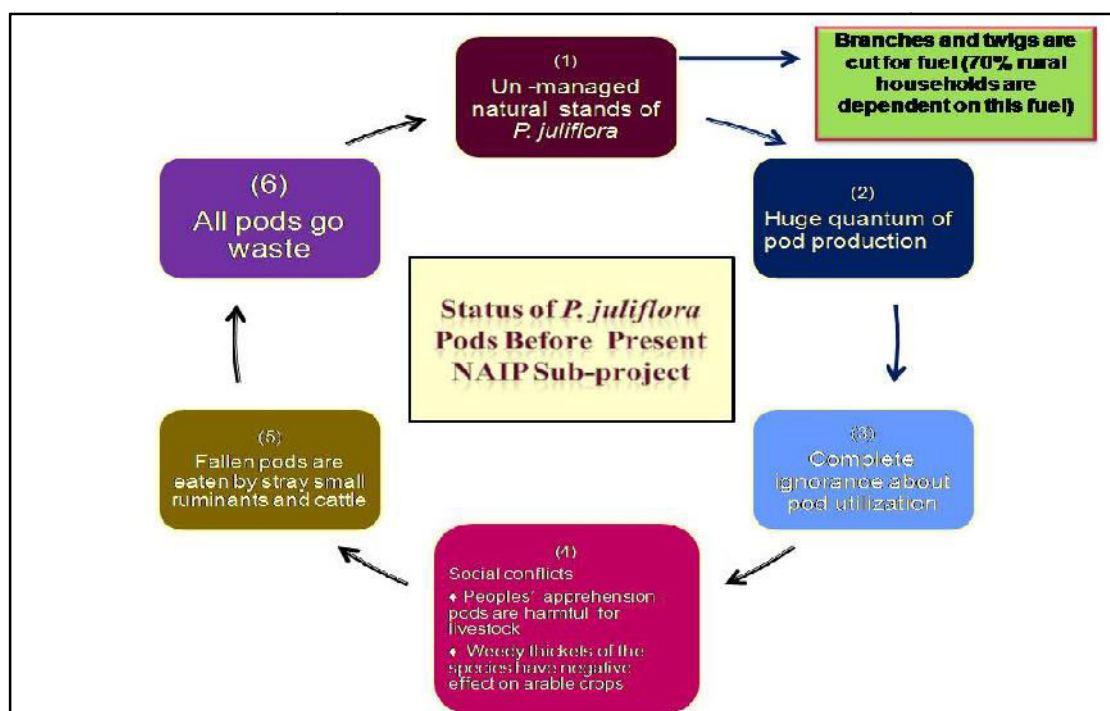 (1)
Un -managed
natural stands of
P. juliflora
Branches and twigs are
cut for fuel (70% rural
households are
dependent on this fuel)
(2)
Huge quantum of
pod production
(3)
Complete
ignorance about
pod utilization
(4)
Social conflicts
♦ Peoples' apprehension
pods are harmful for
livestock
♦ Weedy thickets of the
species have negative
effect on arable crops
(5)
Fallen pods are
eaten by stray small
ruminants and cattle
(6)
All pods go
waste
Status of P. juliflora
Pods Before Present
NAIP Sub-project